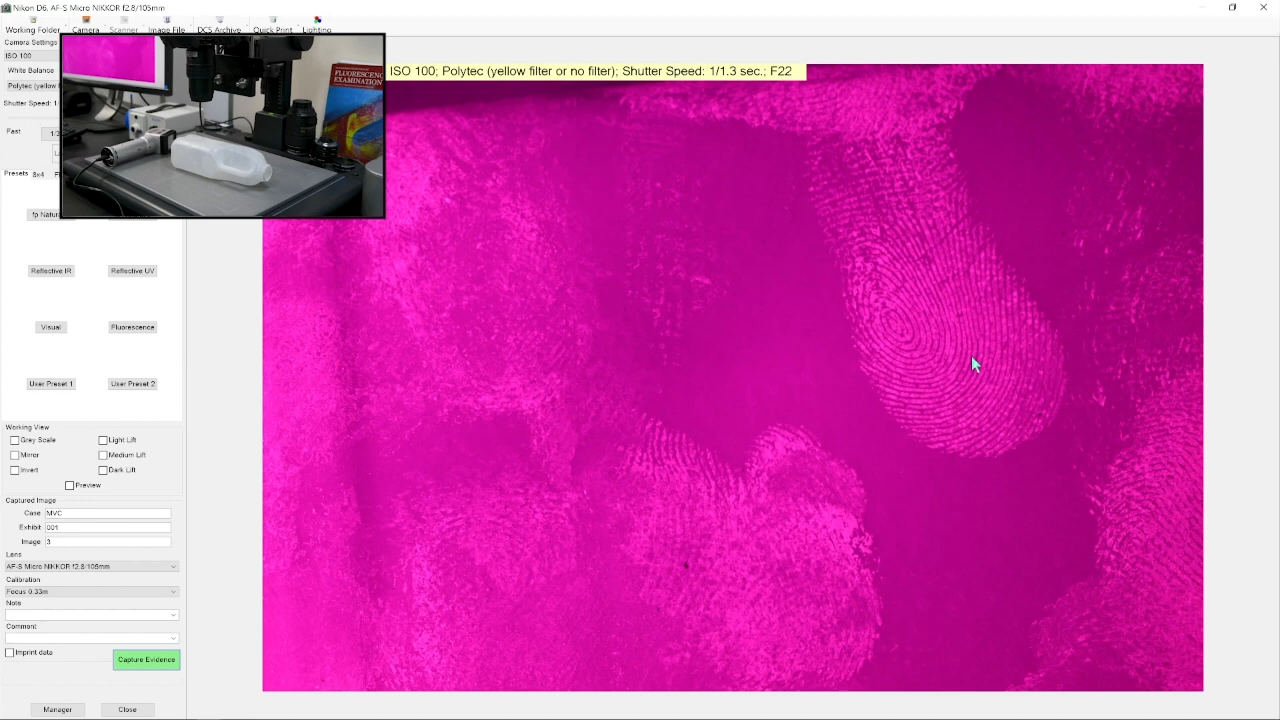 Nikon D6, AF-S Micro NIKKOR f2.8/105mm
Working Folder Camera Scanner Image File DCS Archive Quick Print Lighting
Camera Settings
ISO 100
ISO 100; Polytec (yellow filter or no filter); Shutter Speed: 1/1.3 sec.; F22
FLUORESCENCE
EXAMINATION
White Balance
Polytec (yellow
Shutter Speed: 1/
Fast
Presets 8x4
fp Natur
Reflective IR Reflective UV
Visual Fluorescence
User Preset 1 User Preset 2
Working View
Grey Scale Light Lift
Mirror Medium Lift
Invert Dark Lift
Preview
Captured Image
Case MVC
Exhibit 001
Image 3
Lens
AF-S Micro NIKKOR f2.8/105mm
Calibration
Focus 0.33m
Note
Comment
Imprint data
Capture Evidence
Manager Close